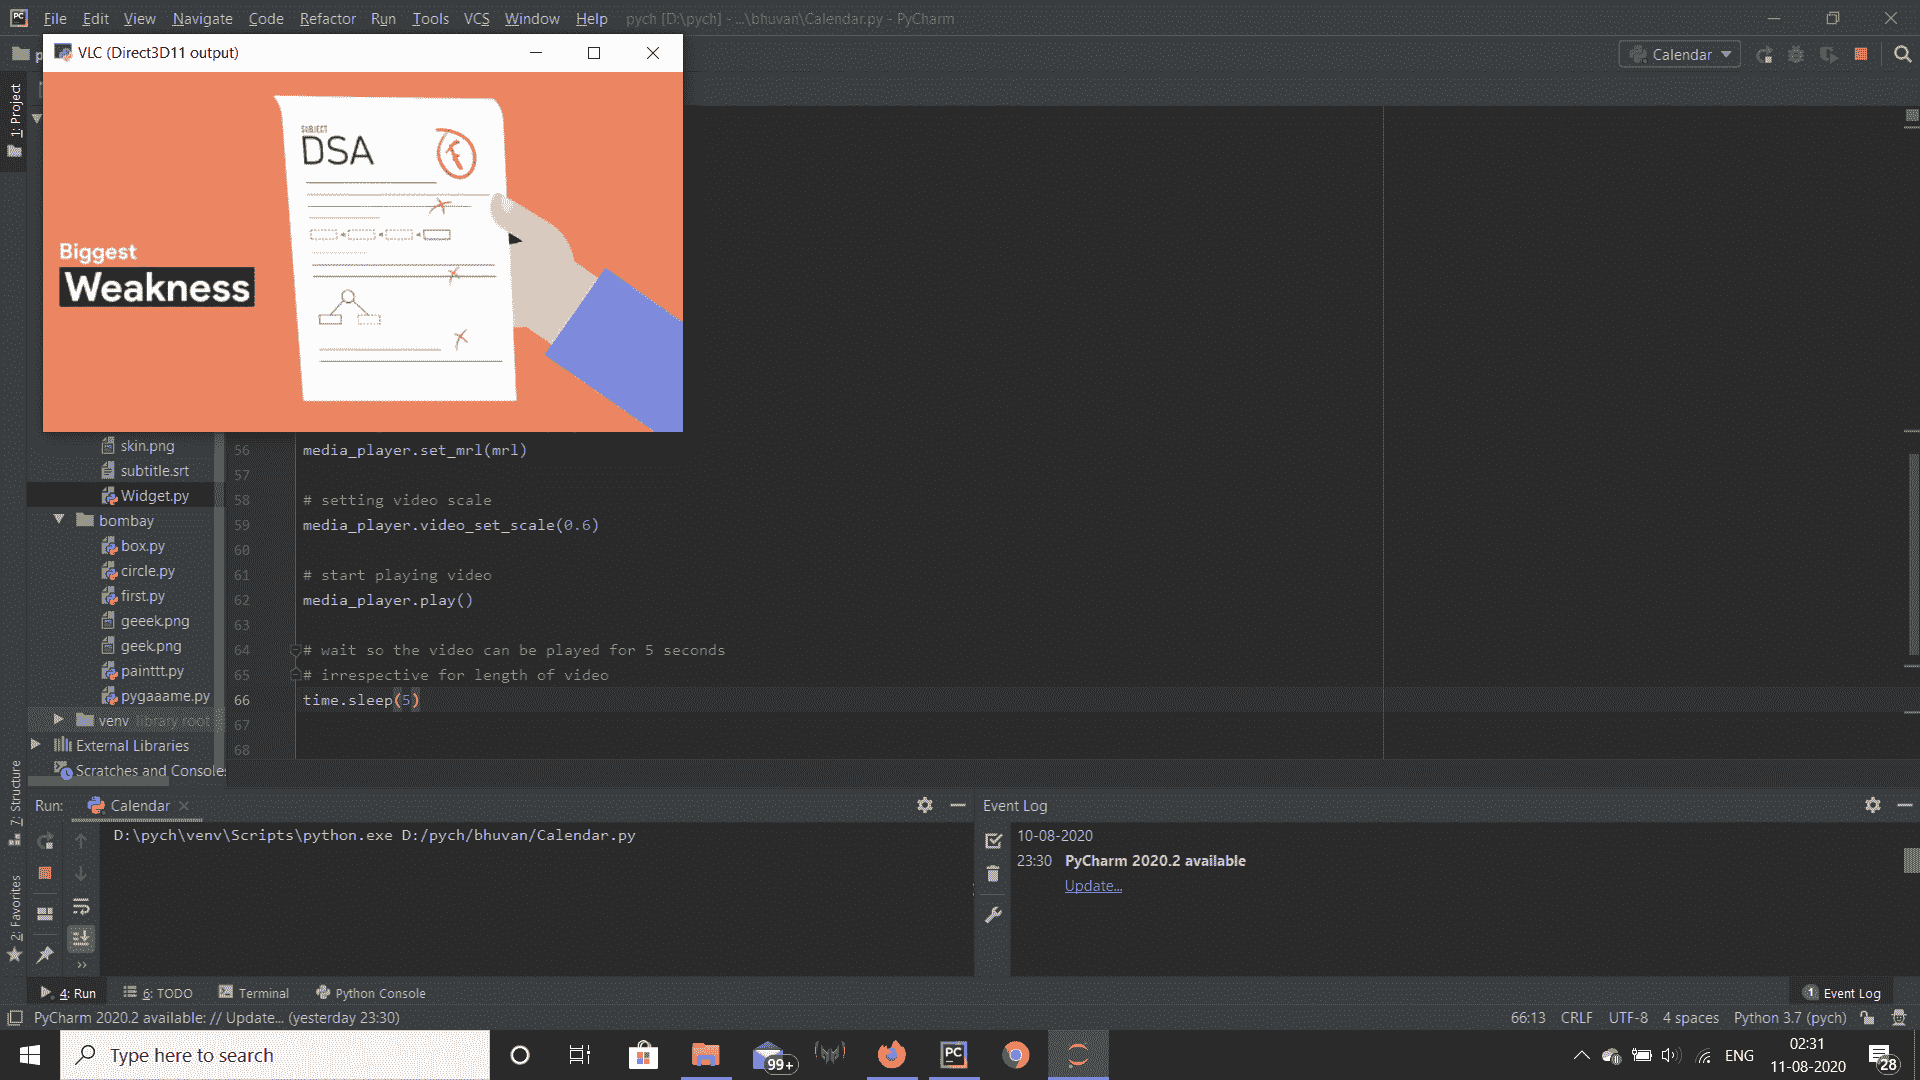 File Edit View Navigate Code Refactor Run Tools VCS Window Help pych [D:\pych] - ...\bhuvan\Calendar.py - PyCharm
Calendar
VLC (Direct3D11 output)
SUBJECT
DSA
F
Biggest
Weakness
1: Project
skin.png
subtitle.srt
Widget.py
bombay
box.py
circle.py
first.py
geeek.png
geek.png
painttt.py
pygaaame.py
venv library root
External Libraries
Scratches and Console
56 media_player.set_mrl(mrl)
57
58 # setting video scale
59 media_player.video_set_scale(0.6)
60
61 # start playing video
62 media_player.play()
63
64 # wait so the video can be played for 5 seconds
65 # irrespective for length of video
66 time.sleep(5)
67
68
7: Structure
2: Favorites
Run: Calendar
D:\pych\venv\Scripts\python.exe D:/pych/bhuvan/Calendar.py
Event Log
10-08-2020
23:30 PyCharm 2020.2 available
Update...
4: Run 6: TODO Terminal Python Console 1 Event Log
PyCharm 2020.2 available: // Update... (yesterday 23:30) 66:13 CRLF UTF-8 4 spaces Python 3.7 (pych)
Type here to search
99+
PC
ENG
02:31
11-08-2020
28